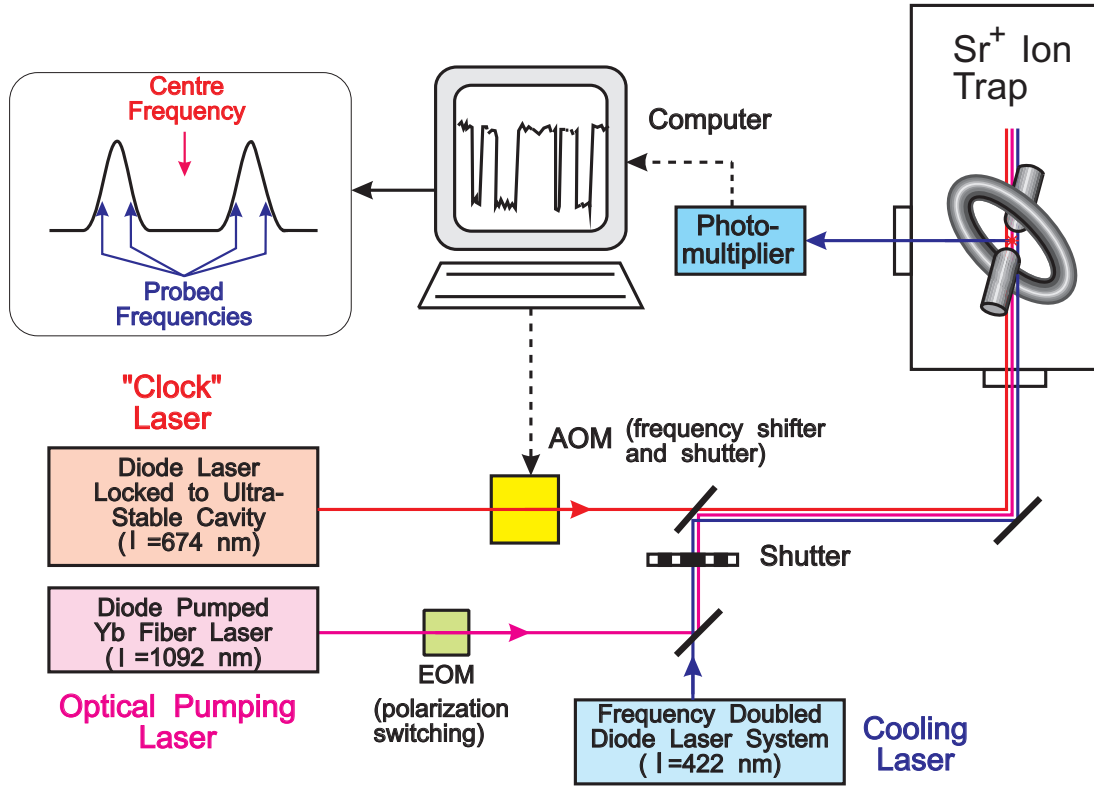 Sr+ Ion
Trap
Centre
Frequency
Computer
Photo-
multiplier
Probed
Frequencies
"Clock"
Laser
AOM (frequency shifter
and shutter)
Diode Laser
Locked to Ultra-
Stable Cavity
(l =674 nm)
Shutter
Diode Pumped
Yb Fiber Laser
(l =1092 nm)
EOM
(polarization
switching)
Optical Pumping
Laser
Frequency Doubled
Diode Laser System
(l =422 nm)
Cooling
Laser